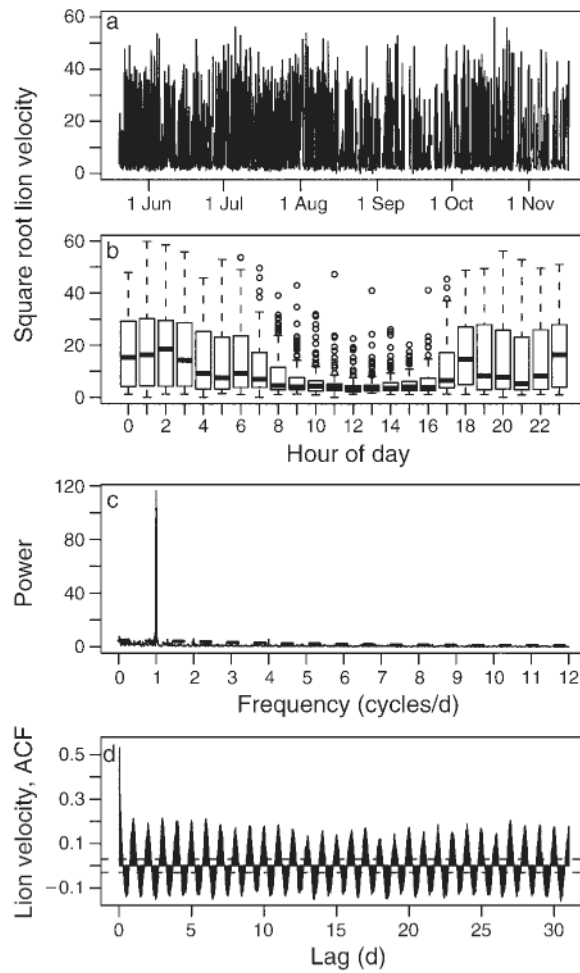 a
60
40
20
0
1 Jun 1 Jul 1 Aug 1 Sep 1 Oct 1 Nov
Square root lion velocity
b
60
40
20
0
0 2 4 6 8 10 12 14 16 18 20 22
Hour of day
c
120
80
40
0
Power
0 1 2 3 4 5 6 7 8 9 10 11 12
Frequency (cycles/d)
d
0.5
0.3
0.1
−0.1
Lion velocity, ACF
0 5 10 15 20 25 30
Lag (d)